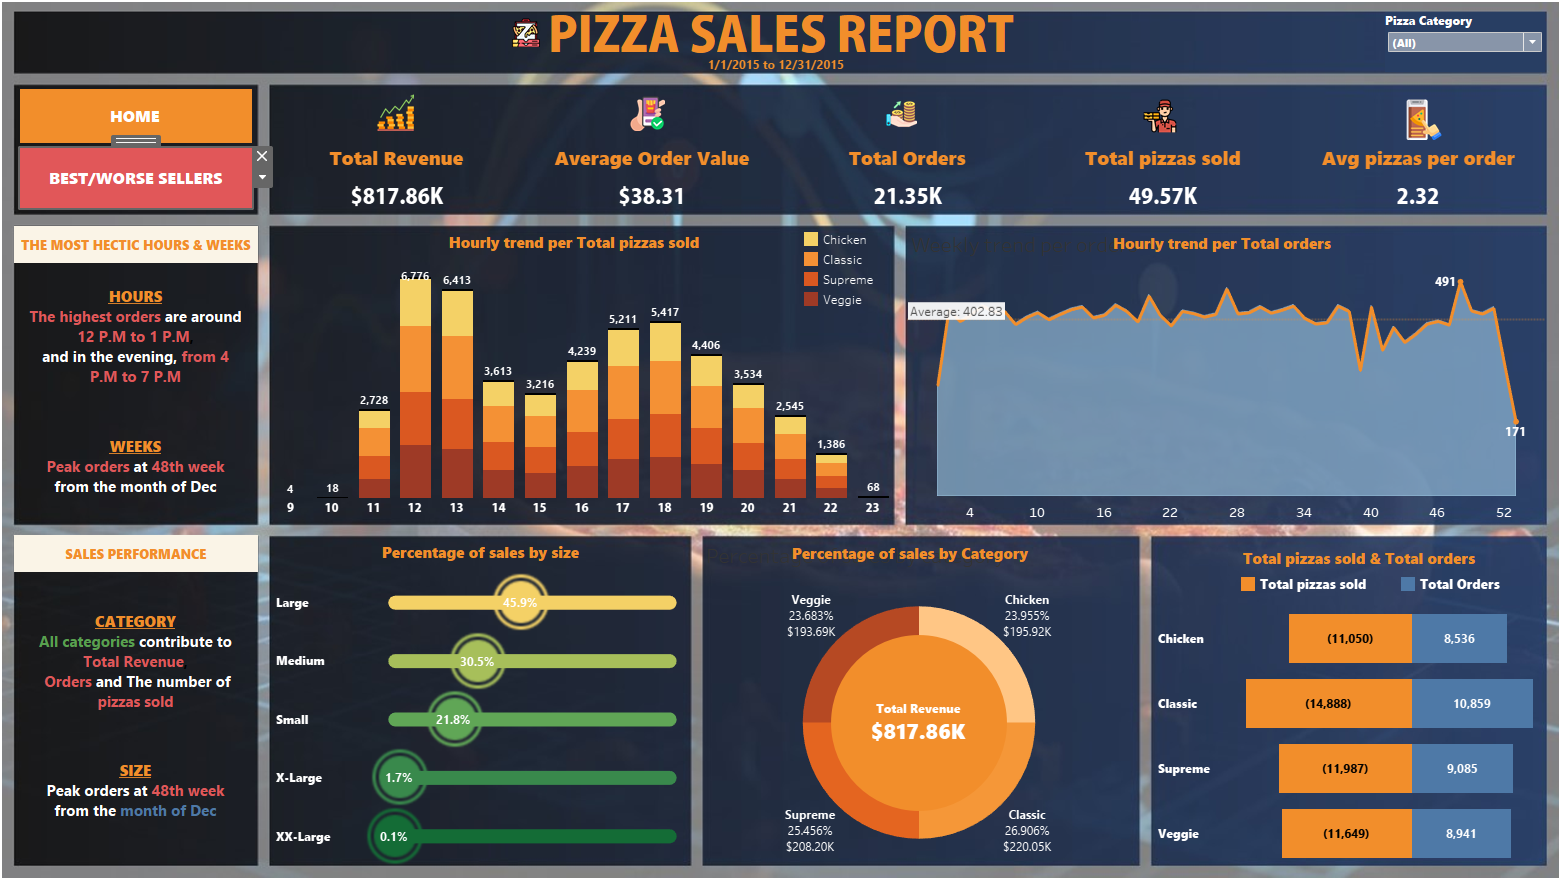 PIZZA SALES REPORT
1/1/2015 to 12/31/2015
Pizza Category
(All)
HOME
BEST/WORSE SELLERS
Total Revenue
$817.86K
Average Order Value
$38.31
Total Orders
21.35K
Total pizzas sold
49.57K
Avg pizzas per order
2.32
THE MOST HECTIC HOURS & WEEKS
HOURS
The highest orders are around
12 P.M to 1 P.M
and in the evening, from 4
P.M to 7 P.M
WEEKS
Peak orders at 48th week
from the month of Dec
Hourly trend per Total pizzas sold
Chicken
Classic
Supreme
Veggie
4
18
2,728
6,776
6,413
3,613
3,216
4,239
5,211
5,417
4,406
3,534
2,545
1,386
68
9 10 11 12 13 14 15 16 17 18 19 20 21 22 23
Hourly trend per Total orders
Average: 402.83
491
171
4 10 16 22 28 34 40 46 52
SALES PERFORMANCE
CATEGORY
All categories contribute to
Total Revenue
Orders and The number of
pizzas sold
SIZE
Peak orders at 48th week
from the month of Dec
Percentage of sales by size
Large 45.9%
Medium 30.5%
Small 21.8%
X-Large 1.7%
XX-Large 0.1%
Percentage of sales by Category
Veggie
23.683%
$193.69K
Chicken
23.955%
$195.92K
Total Revenue
$817.86K
Supreme
25.456%
$208.20K
Classic
26.906%
$220.05K
Total pizzas sold & Total orders
Total pizzas sold Total Orders
Chicken (11,050) 8,536
Classic (14,888) 10,859
Supreme (11,987) 9,085
Veggie (11,649) 8,941